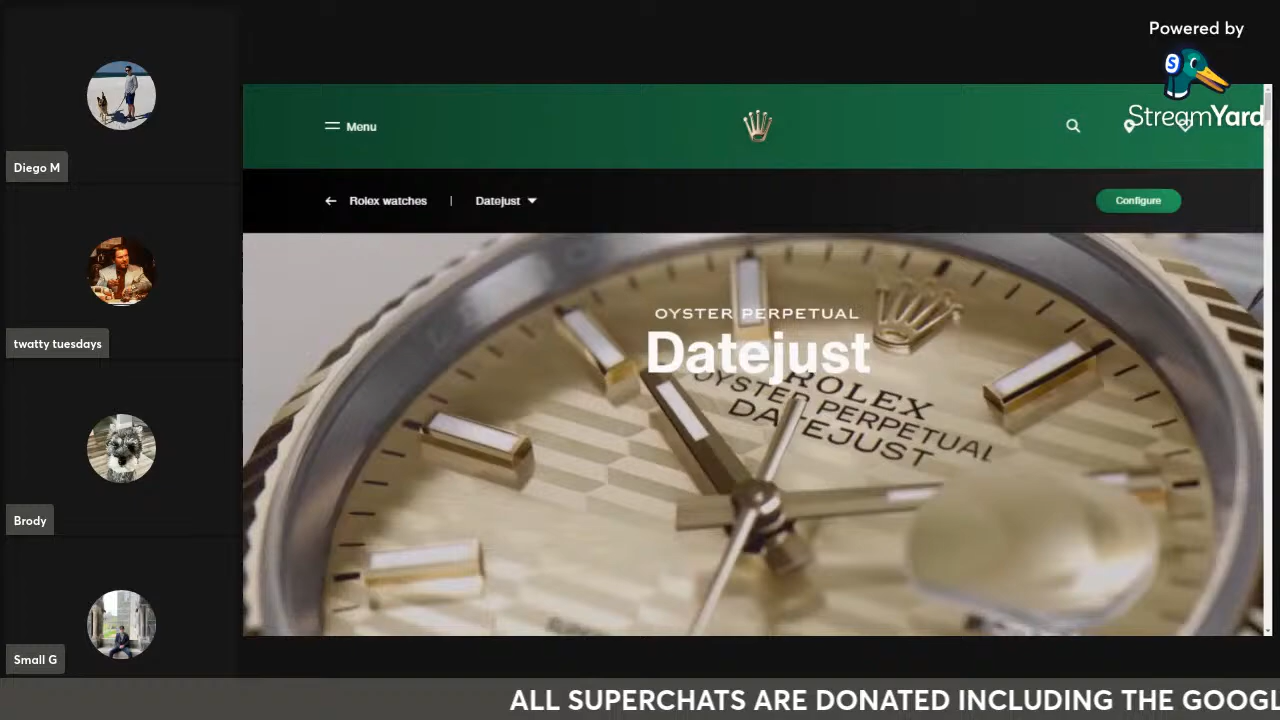 Powered by
S
StreamYard
Menu
Rolex watches
Datejust
Configure
OYSTER PERPETUAL
Datejust
ROLEX
OYSTER PERPETUAL
DATEJUST
Diego M
twatty tuesdays
Brody
Small G
ALL SUPERCHATS ARE DONATED INCLUDING THE GOOGL